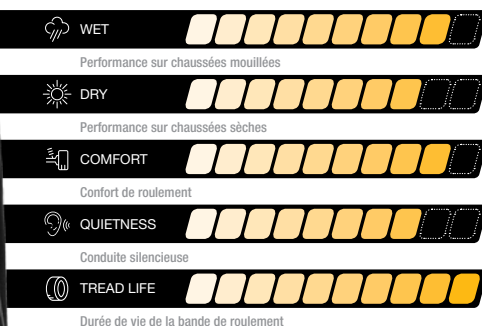 WET
Performance sur chaussées mouillées
DRY
Performance sur chaussées sèches
COMFORT
Confort de roulement
QUIETNESS
Conduite silencieuse
TREAD LIFE
Durée de vie de la bande de roulement